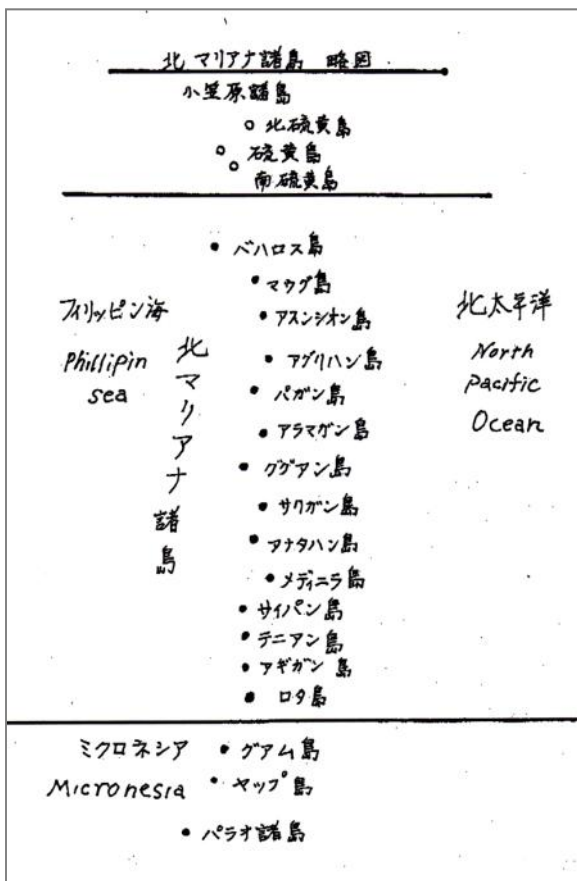 北マリアナ諸島 略図
小笠原諸島
北硫黄島
硫黄島
南硫黄島
ベハロス島
マウグ島
アスンシオン島
アグリハン島
パガン島
アラマガン島
ググアン島
サリガン島
アナタハン島
メディニラ島
サイパン島
テニアン島
アギガン島
ロタ島
フィリッピン海
Phillipin
sea
北マリアナ諸島
北太平洋
North
Pacific
Ocean
ミクロネシア
Micronesia
グアム島
ヤップ島
パラオ諸島